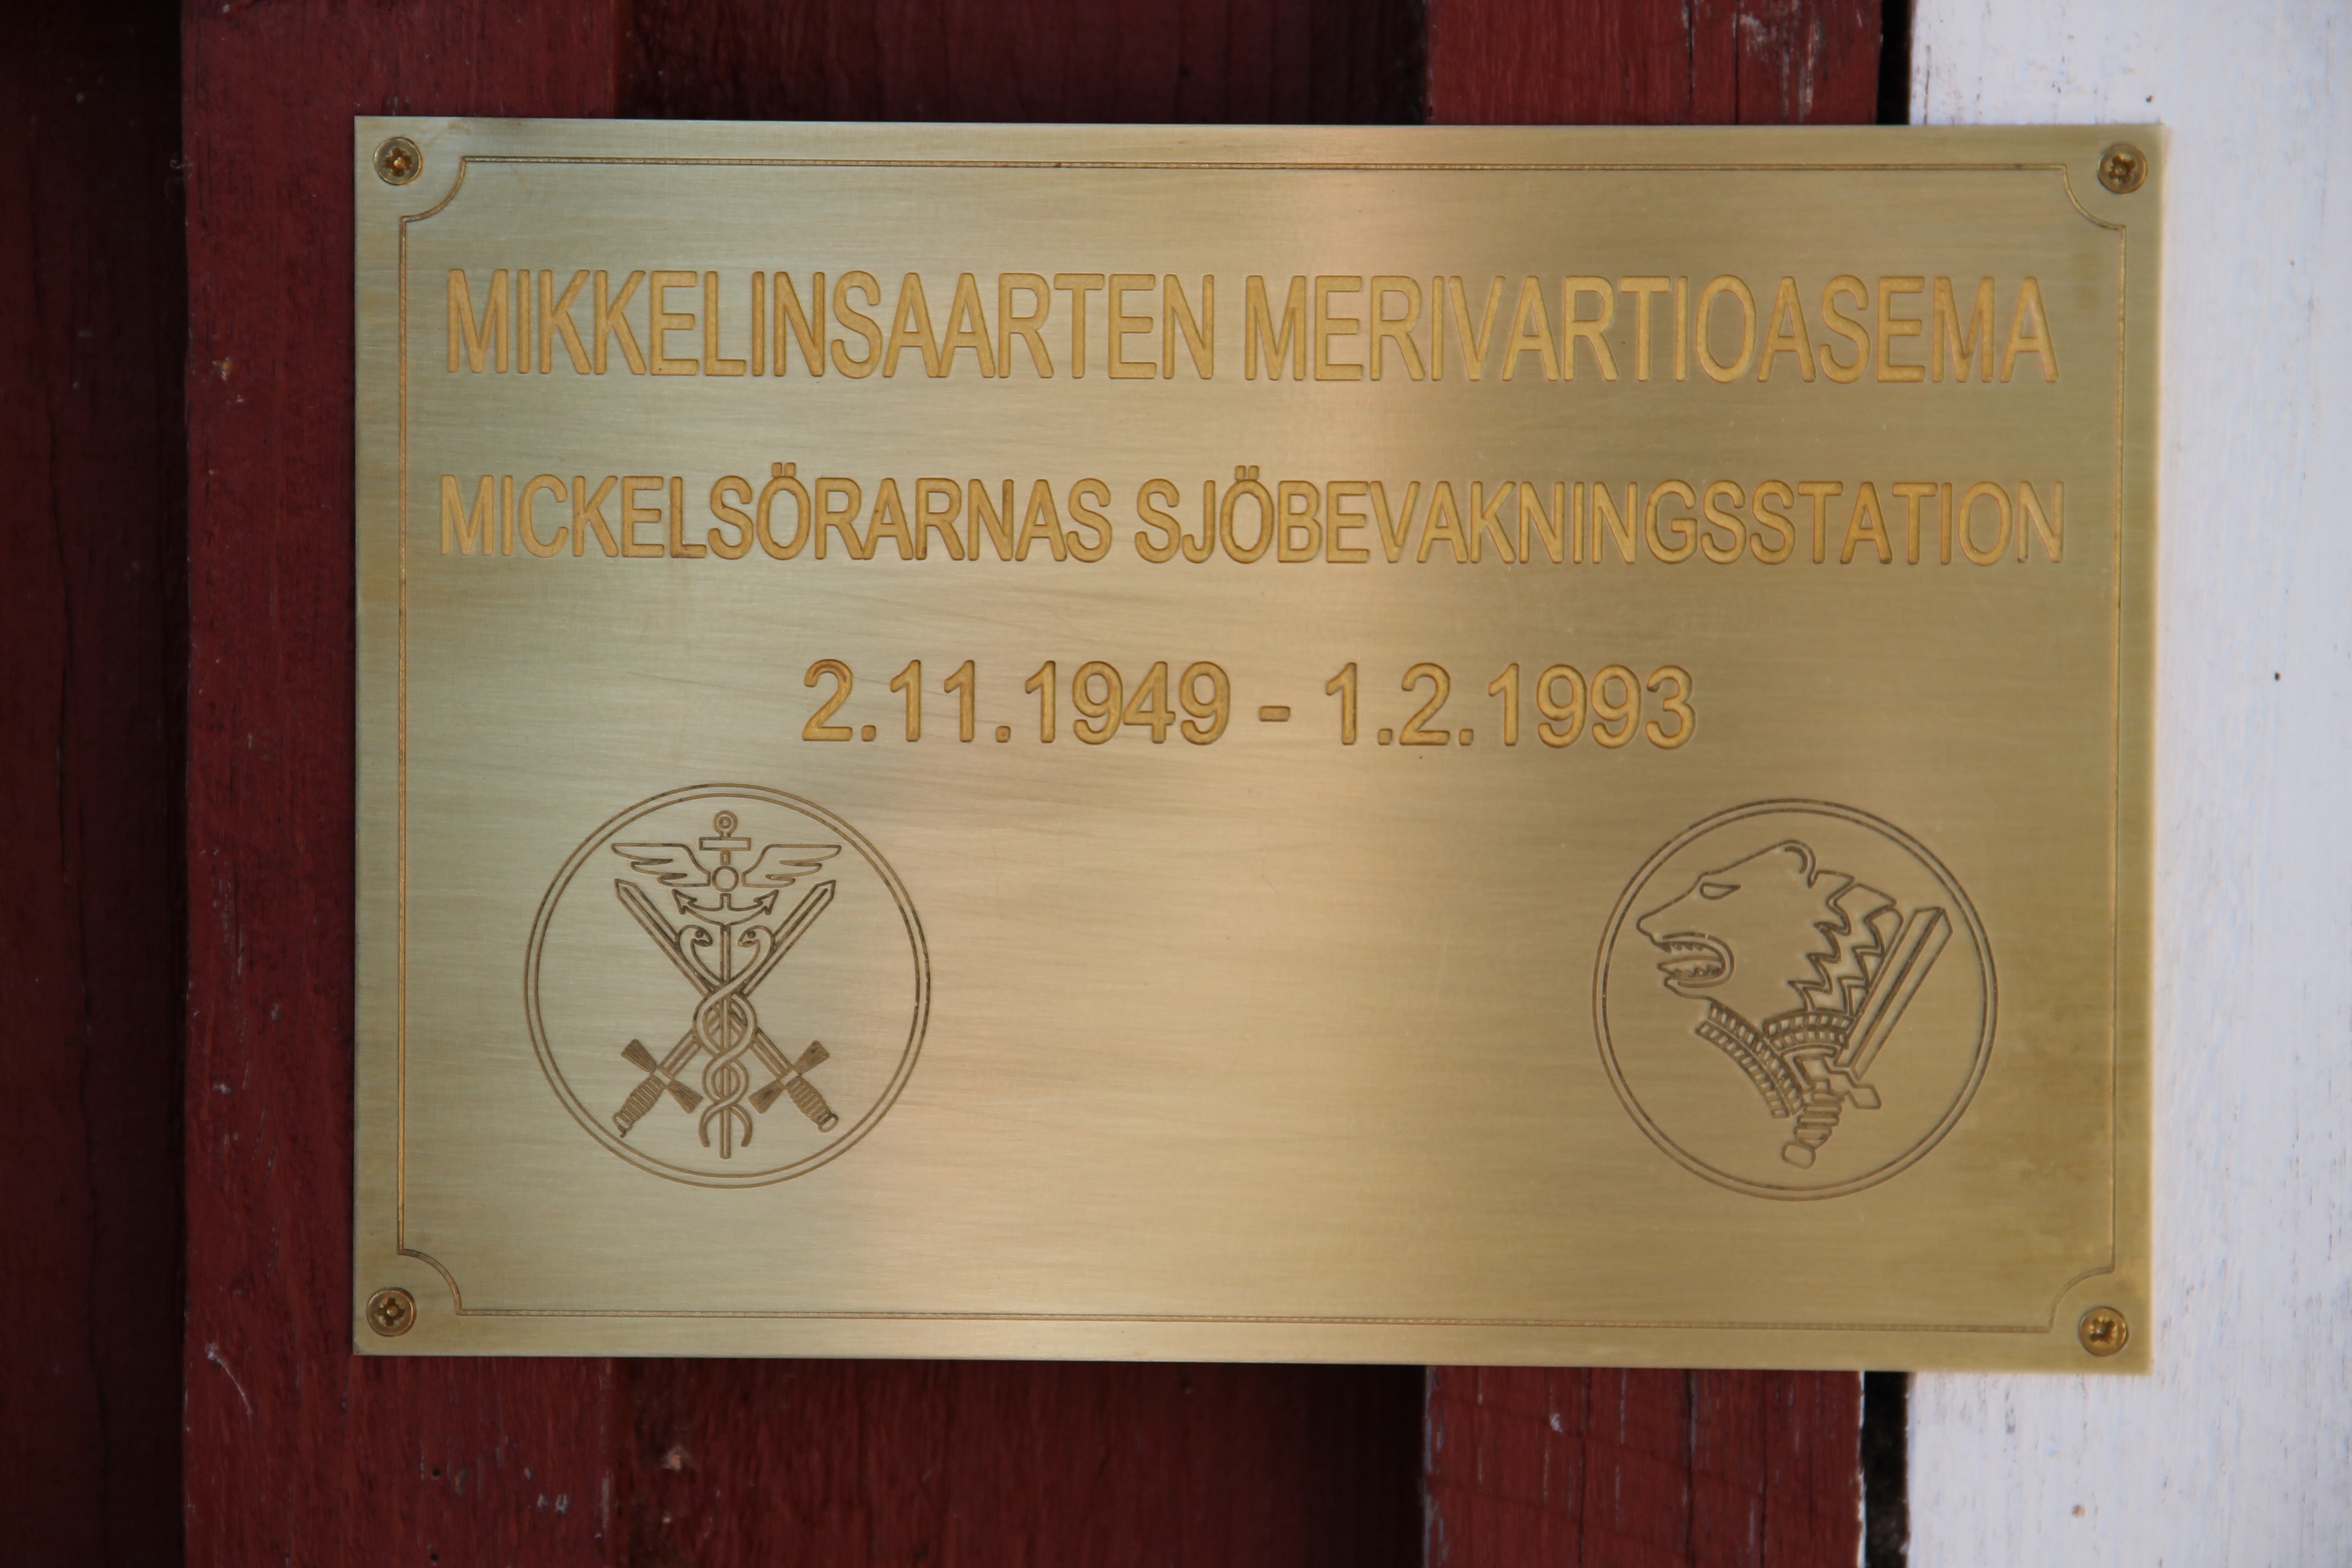 MIKKELINSAARTEN MERIVARTIOASEMA
MICKELSÖRARNAS SJÖBEVAKNINGSSTATION
2.11.1949 - 1.2.1993